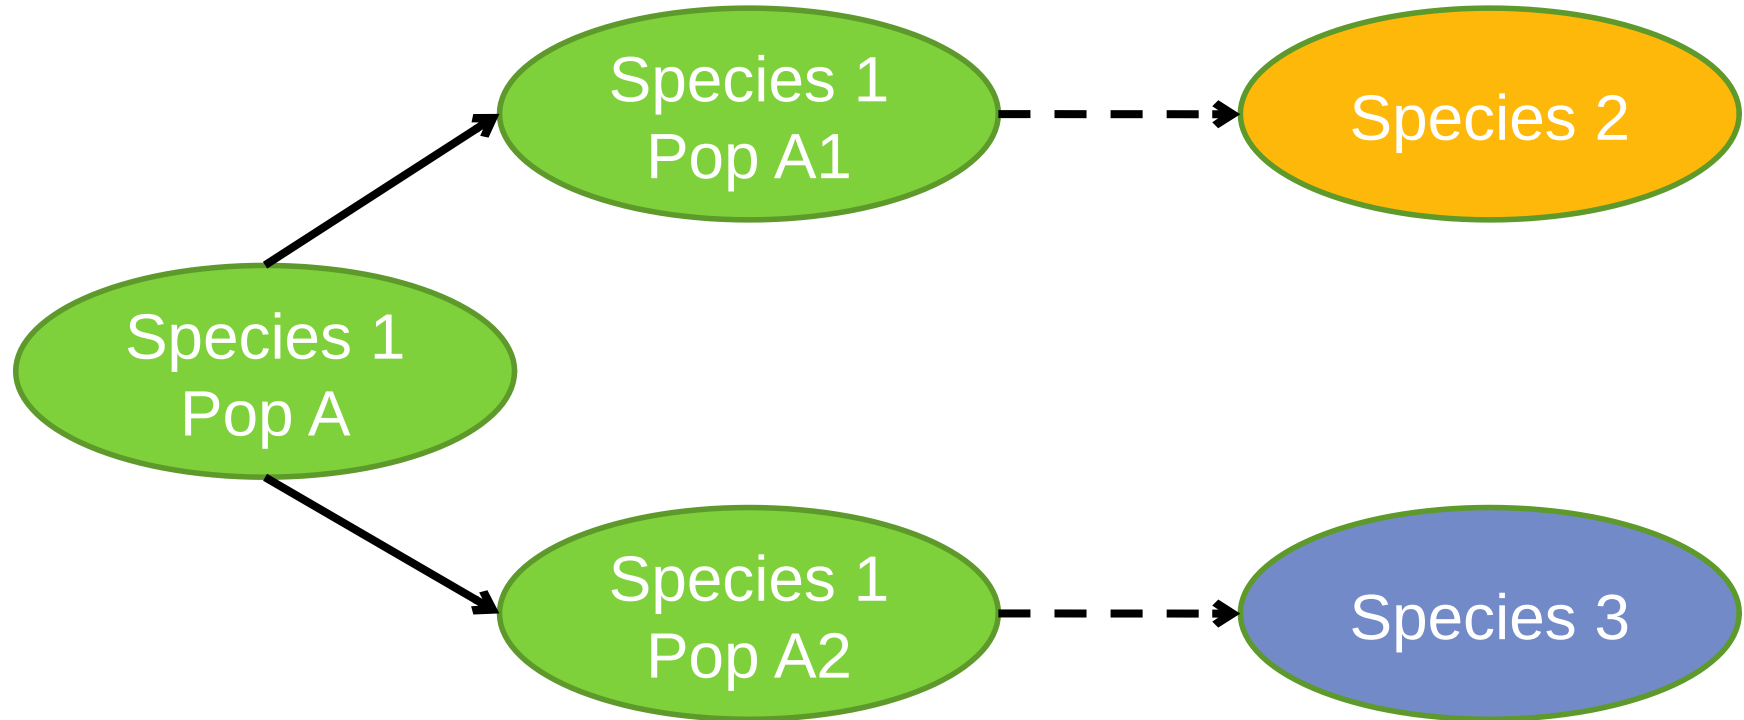 Species 1
Pop A1
Species 2
Species 1
Pop A
Species 1
Pop A2
Species 3